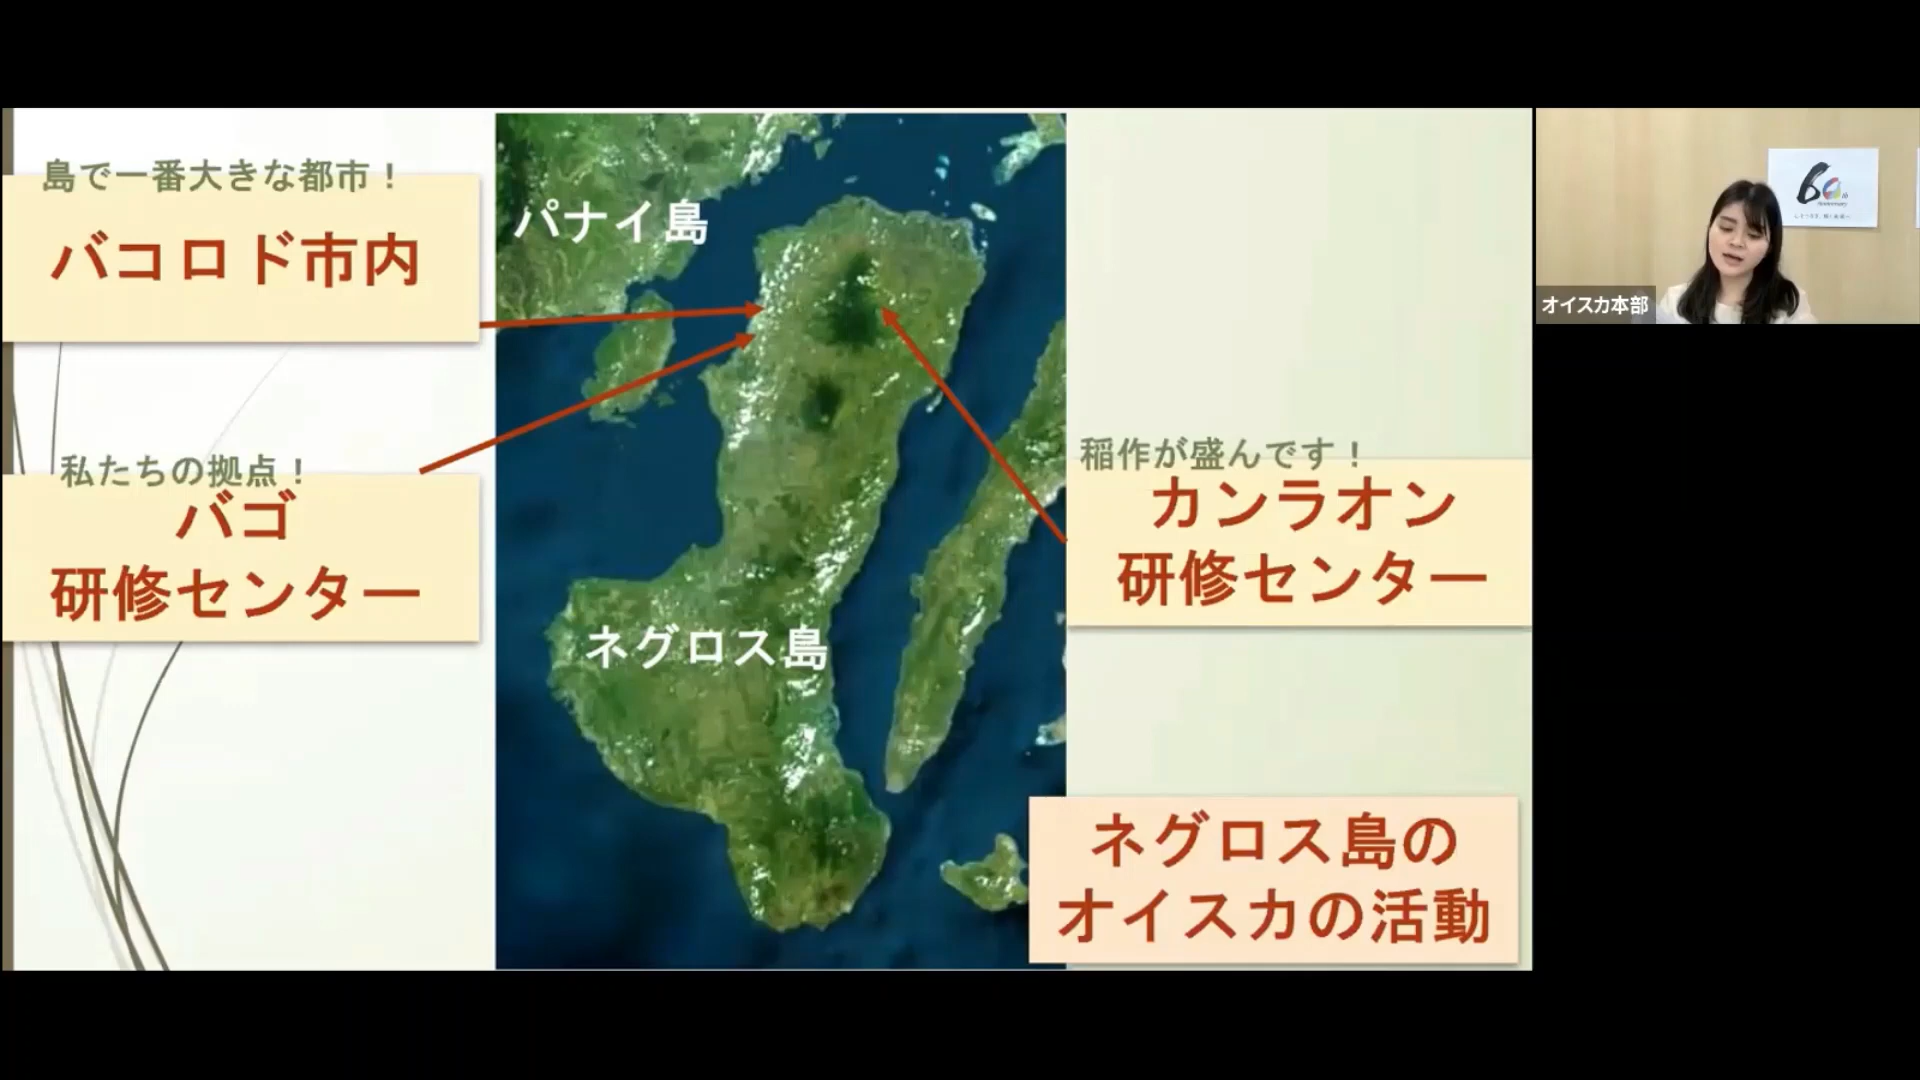 島で一番大きな都市！
バコロド市内
パナイ島
私たちの拠点！
バゴ
研修センター
稲作が盛んです！
カンラオン
研修センター
ネグロス島
ネグロス島の
オイスカの活動
60th
Anniversary
オイスカ本部